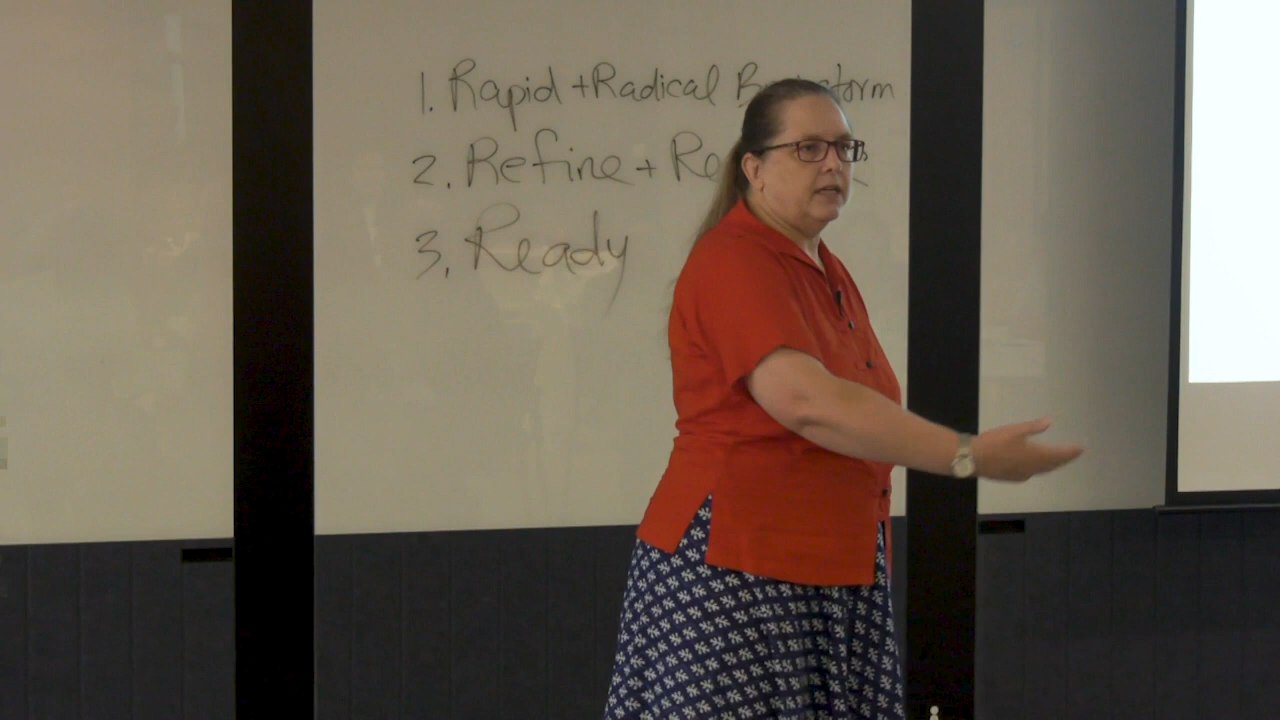 1. Rapid + Radical
2. Refine +
3. Ready